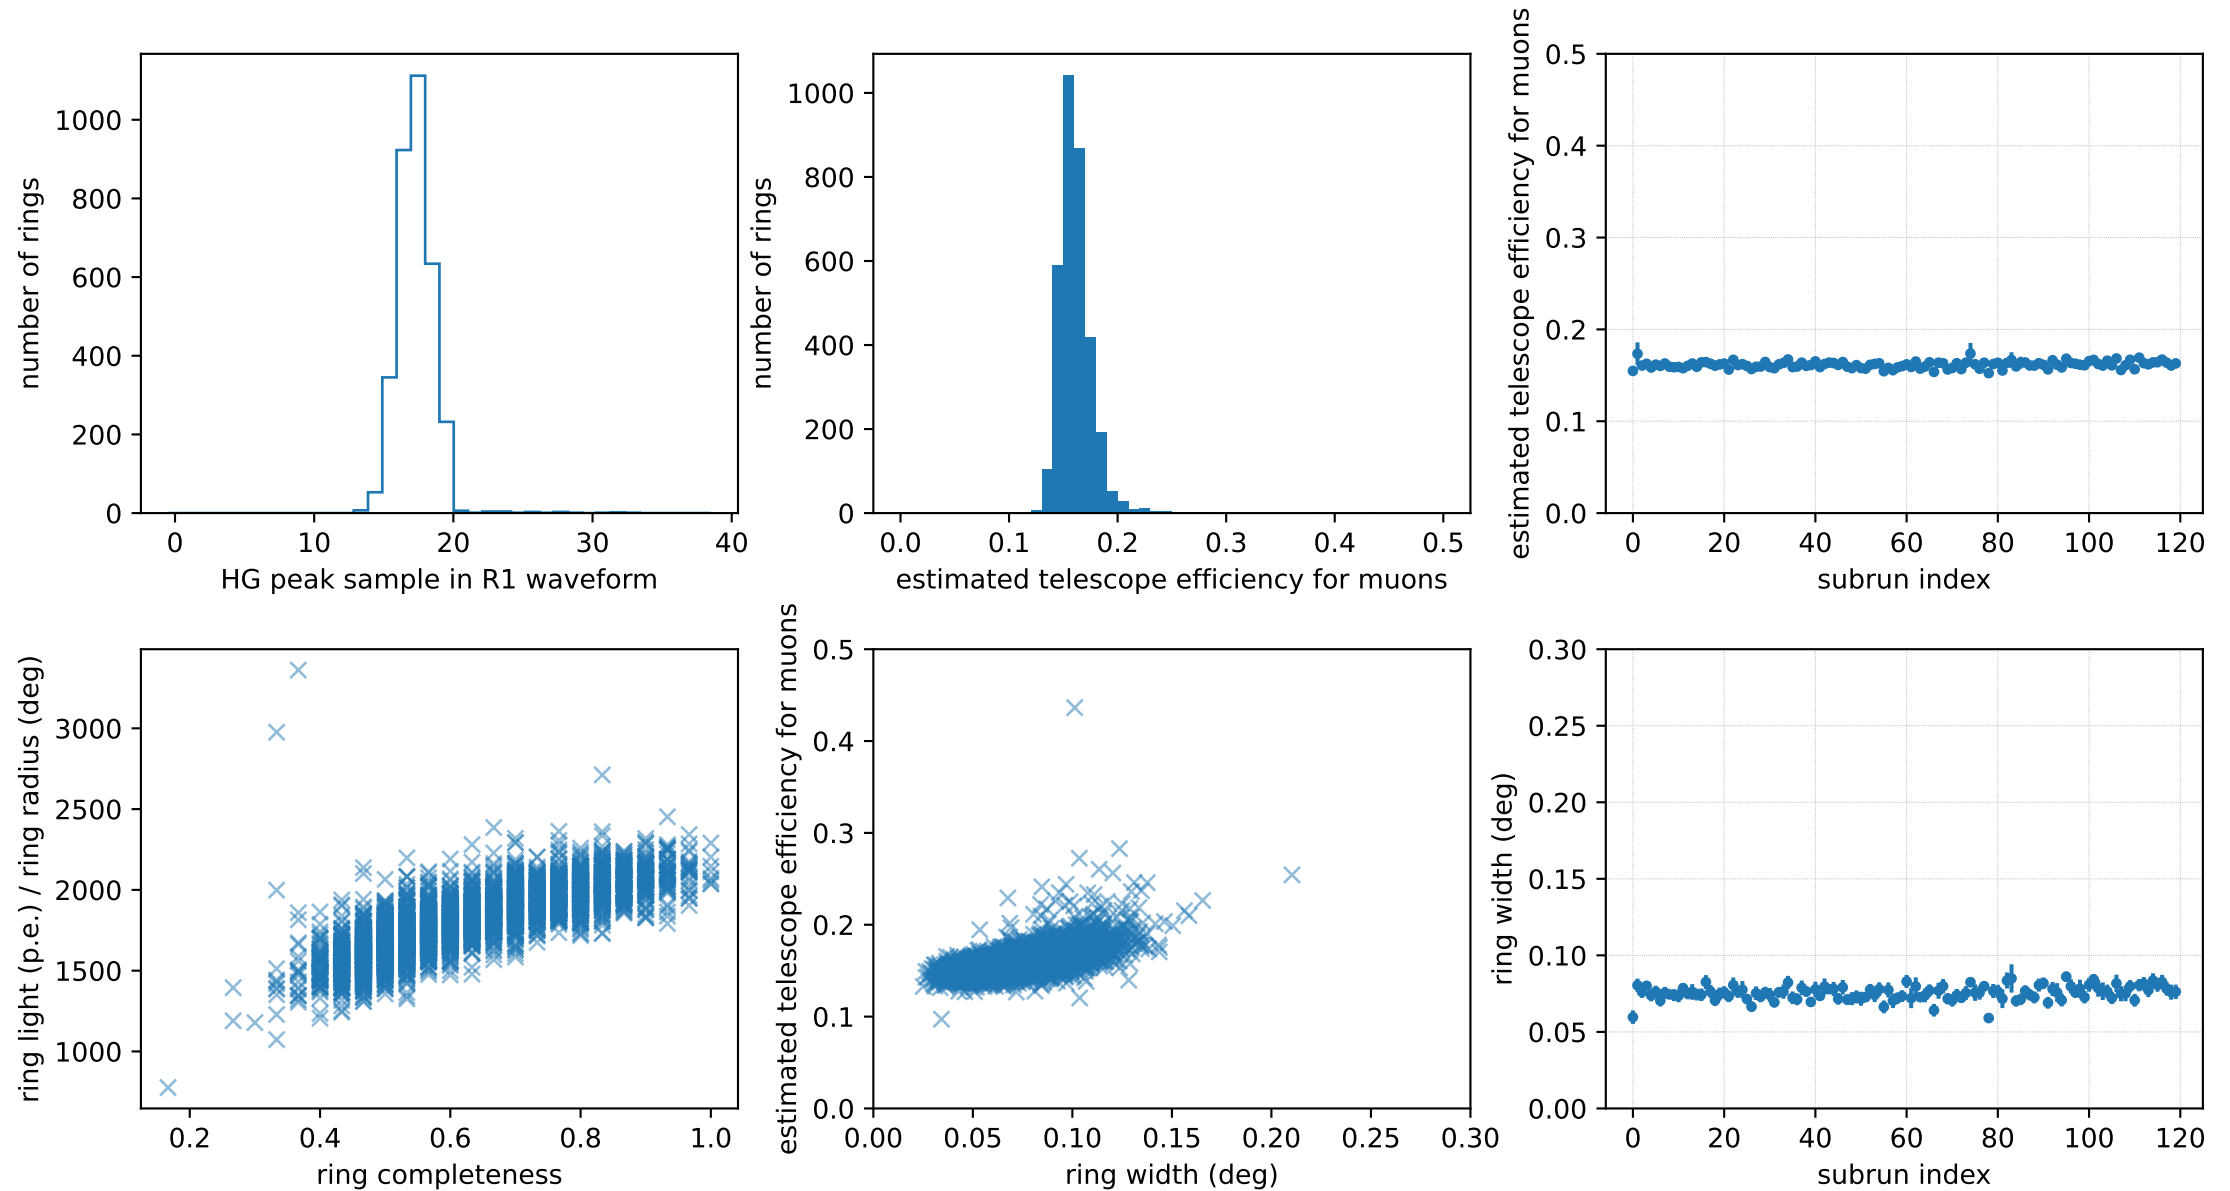 number of rings
1000
800
600
400
200
0
0 10 20 30 40
HG peak sample in R1 waveform
number of rings
1000
800
600
400
200
0
0.0 0.1 0.2 0.3 0.4 0.5
estimated telescope efficiency for muons
estimated telescope efficiency for muons
0.5
0.4
0.3
0.2
0.1
0.0
0 20 40 60 80 100 120
subrun index
ring light (p.e.) / ring radius (deg)
3000
2500
2000
1500
1000
0.2 0.4 0.6 0.8 1.0
ring completeness
estimated telescope efficiency for muons
0.5
0.4
0.3
0.2
0.1
0.0
0.00 0.05 0.10 0.15 0.20 0.25 0.30
ring width (deg)
ring width (deg)
0.30
0.25
0.20
0.15
0.10
0.05
0.00
0 20 40 60 80 100 120
subrun index